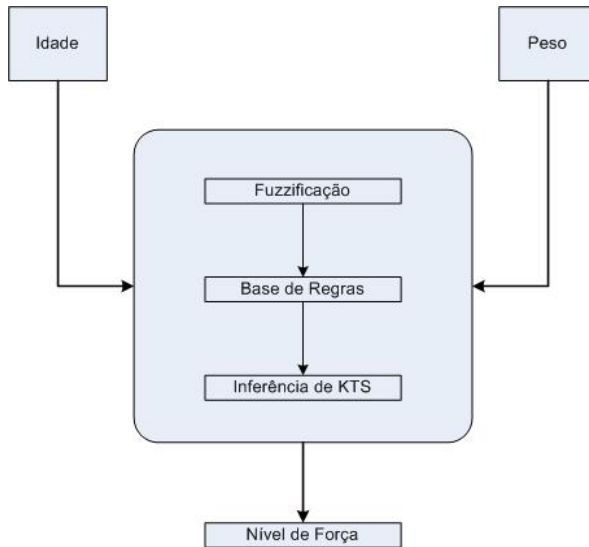 Idade
Peso
Fuzzificação
Base de Regras
Inferência de KTS
Nível de Força